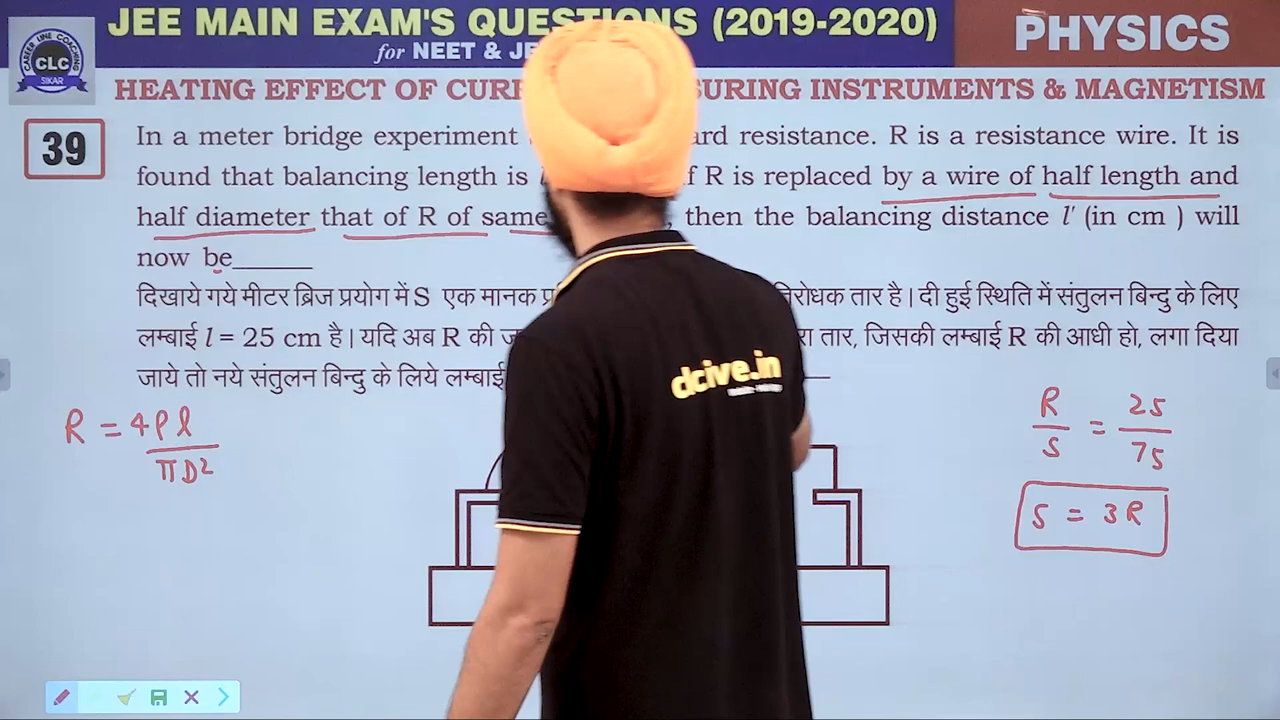 JEE MAIN EXAM'S QUESTIONS (2019-2020)
for NEET & JE
PHYSICS
CAREER LINE COACHING
CLC
SIKAR
HEATING EFFECT OF CURR SURING INSTRUMENTS & MAGNETISM
39
In a meter bridge experiment ard resistance. R is a resistance wire. It is
found that balancing length is f R is replaced by a wire of half length and
half diameter that of R of same , then the balancing distance l' (in cm ) will
now be_____
दिखाये गये मीटर ब्रिज प्रयोग में S एक मानक प्र तिरोधक तार है। दी हुई स्थिति में संतुलन बिन्दु के लिए
लम्बाई l = 25 cm है। यदि अब R की ज रा तार, जिसकी लम्बाई R की आधी हो, लगा दिया
जाये तो नये संतुलन बिन्दु के लिये लम्बाई
R = 4ρl / πD²
R/S = 25/75
S = 3R
dcive.in